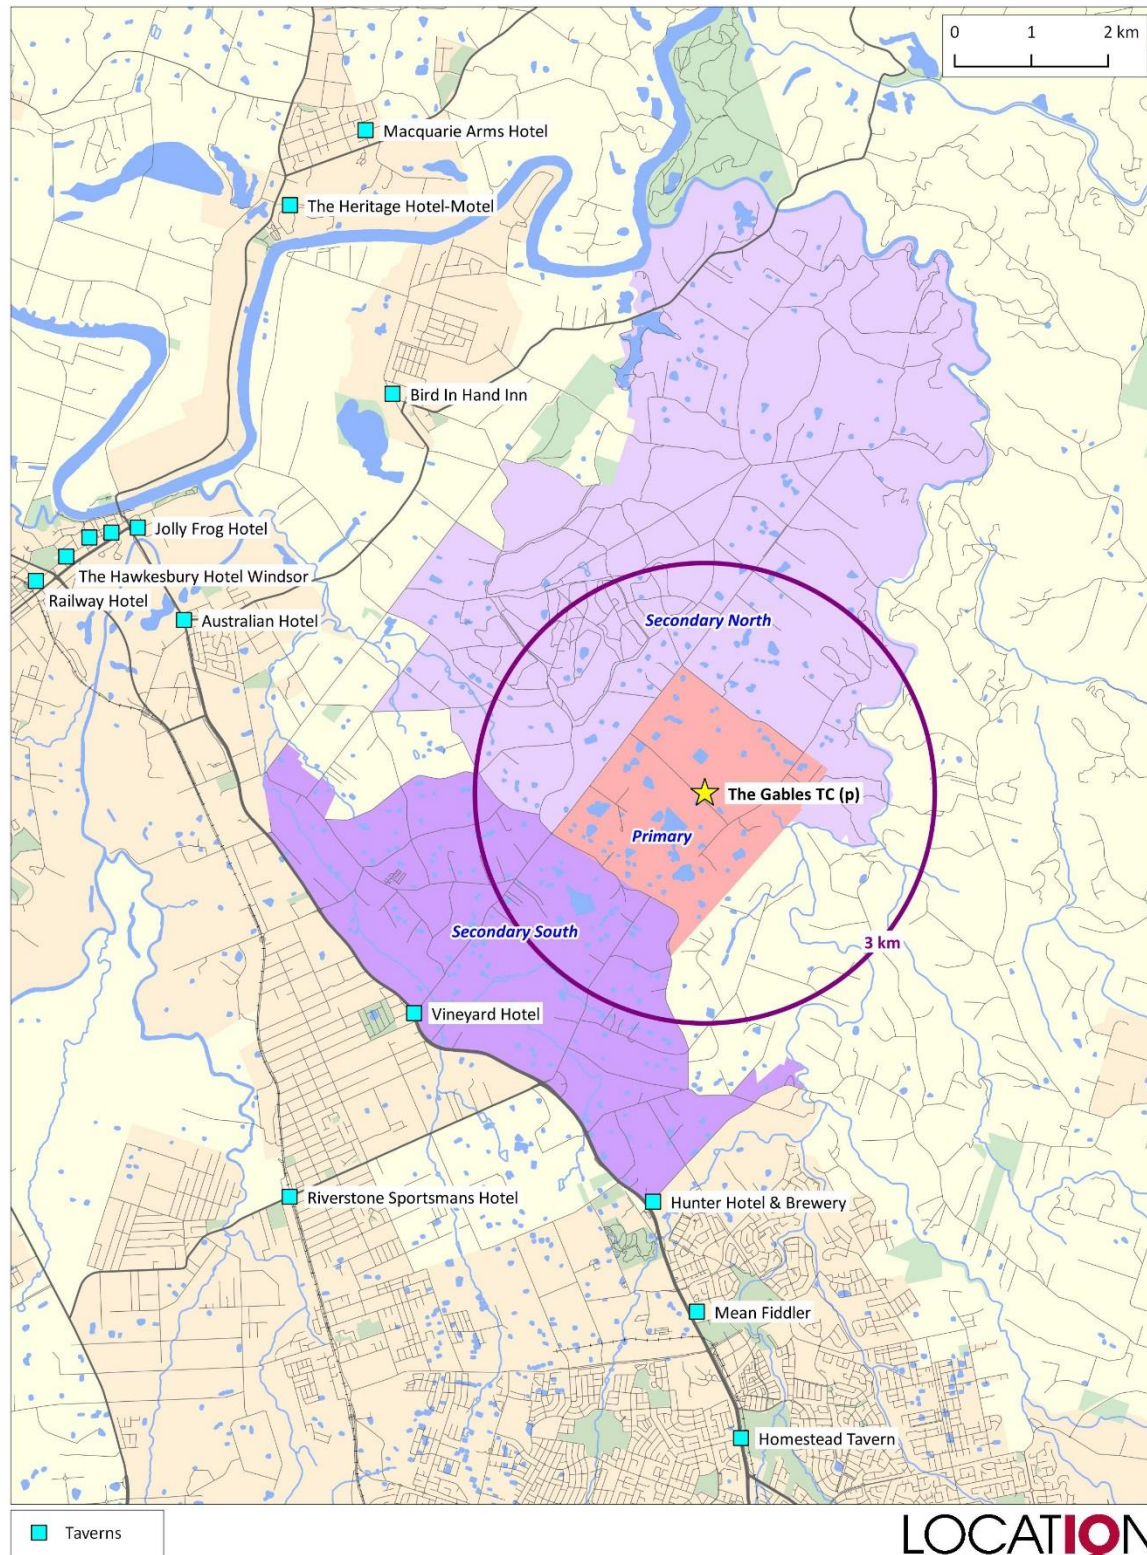 0 1 2 km
Macquarie Arms Hotel
The Heritage Hotel-Motel
Bird In Hand Inn
Jolly Frog Hotel
The Hawkesbury Hotel Windsor
Railway Hotel
Australian Hotel
Secondary North
The Gables TC (p)
Primary
Secondary South
3 km
Vineyard Hotel
Riverstone Sportsmans Hotel
Hunter Hotel & Brewery
Mean Fiddler
Homestead Tavern
Taverns
LOCATION